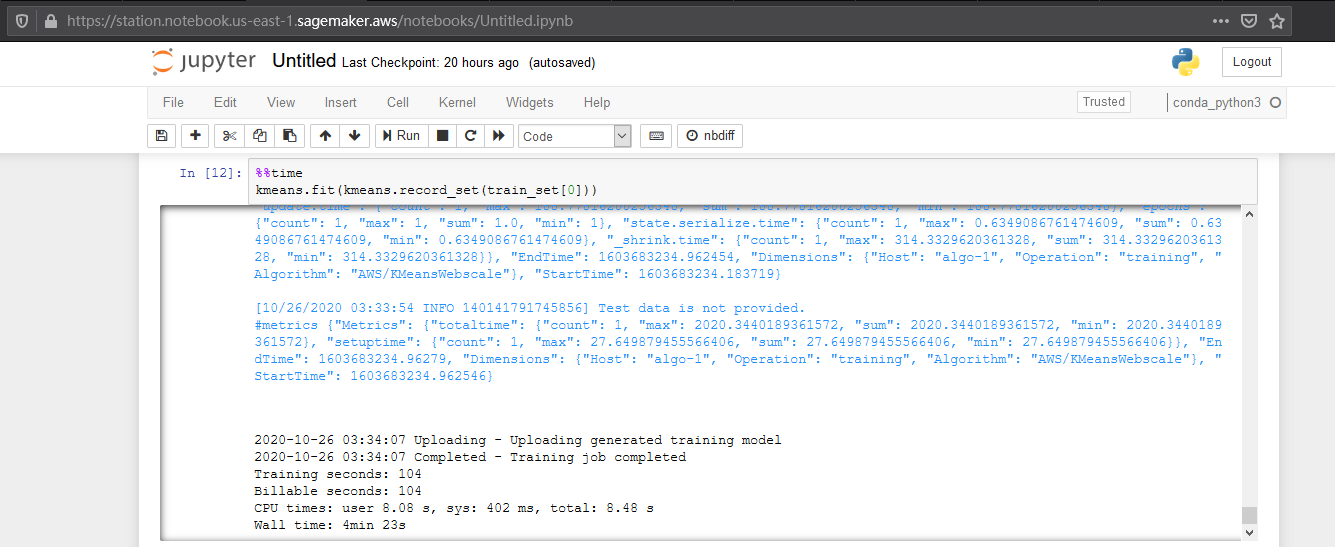 https://station.notebook.us-east-1.sagemaker.aws/notebooks/Untitled.ipynb
jupyter Untitled Last Checkpoint: 20 hours ago (autosaved)
Logout
File Edit View Insert Cell Kernel Widgets Help
Trusted
conda_python3
Run
Code
nbdiff
In [12]:
%%time
kmeans.fit(kmeans.record_set(train_set[0]))
{"count": 1, "max": 1, "sum": 1.0, "min": 1}, "state.serialize.time": {"count": 1, "max": 0.6349086761474609, "sum": 0.63
49086761474609, "min": 0.6349086761474609}, "_shrink.time": {"count": 1, "max": 314.3329620361328, "sum": 314.33296203613
28, "min": 314.3329620361328}}, "EndTime": 1603683234.962454, "Dimensions": {"Host": "algo-1", "Operation": "training", "
Algorithm": "AWS/KMeansWebscale"}, "StartTime": 1603683234.183719}
[10/26/2020 03:33:54 INFO 140141791745856] Test data is not provided.
#metrics {"Metrics": {"totaltime": {"count": 1, "max": 2020.3440189361572, "sum": 2020.3440189361572, "min": 2020.3440189
361572}, "setuptime": {"count": 1, "max": 27.649879455566406, "sum": 27.649879455566406, "min": 27.649879455566406}}, "En
dTime": 1603683234.96279, "Dimensions": {"Host": "algo-1", "Operation": "training", "Algorithm": "AWS/KMeansWebscale"}, "
StartTime": 1603683234.962546}
2020-10-26 03:34:07 Uploading - Uploading generated training model
2020-10-26 03:34:07 Completed - Training job completed
Training seconds: 104
Billable seconds: 104
CPU times: user 8.08 s, sys: 402 ms, total: 8.48 s
Wall time: 4min 23s